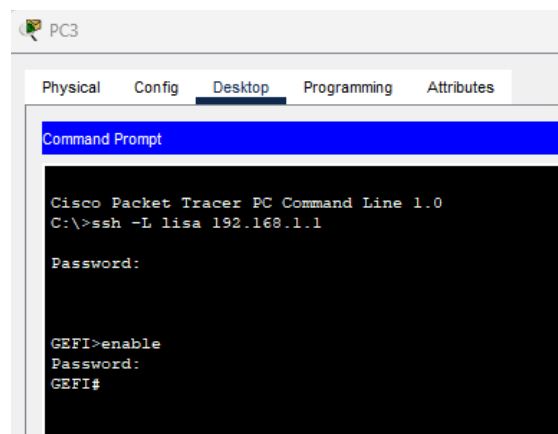 PC3
Physical Config Desktop Programming Attributes
Command Prompt
Cisco Packet Tracer PC Command Line 1.0
C:\>ssh -L lisa 192.168.1.1
Password:
GEFI>enable
Password:
GEFI#